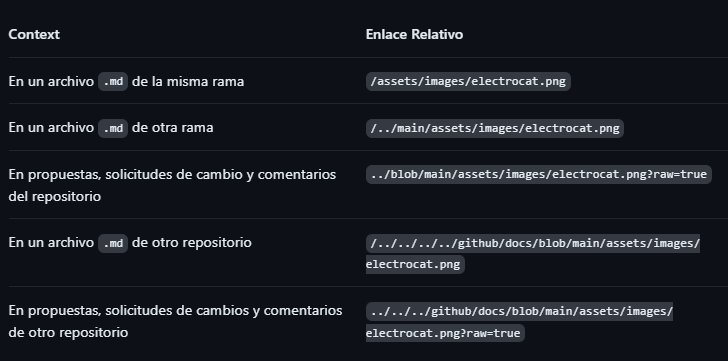 Context Enlace Relativo
En un archivo .md de la misma rama /assets/images/electrocat.png
En un archivo .md de otra rama /../main/assets/images/electrocat.png
En propuestas, solicitudes de cambio y comentarios ../blob/main/assets/images/electrocat.png?raw=true
del repositorio
En un archivo .md de otro repositorio /../../../../github/docs/blob/main/assets/images/
electrocat.png
En propuestas, solicitudes de cambios y comentarios ../../../github/docs/blob/main/assets/images/
de otro repositorio electrocat.png?raw=true